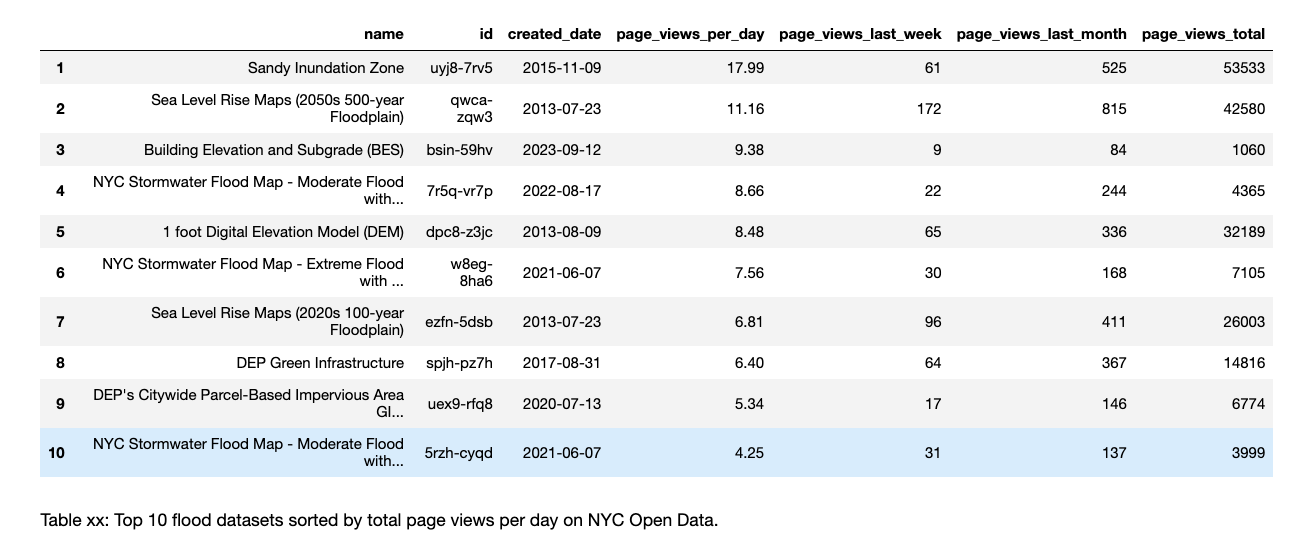 name id created_date page_views_per_day page_views_last_week page_views_last_month page_views_total
1 Sandy Inundation Zone uyj8-7rv5 2015-11-09 17.99 61 525 53533
2 Sea Level Rise Maps (2050s 500-year Floodplain) qwca-zqw3 2013-07-23 11.16 172 815 42580
3 Building Elevation and Subgrade (BES) bsin-59hv 2023-09-12 9.38 9 84 1060
4 NYC Stormwater Flood Map - Moderate Flood with... 7r5q-vr7p 2022-08-17 8.66 22 244 4365
5 1 foot Digital Elevation Model (DEM) dpc8-z3jc 2013-08-09 8.48 65 336 32189
6 NYC Stormwater Flood Map - Extreme Flood with ... w8eg-8ha6 2021-06-07 7.56 30 168 7105
7 Sea Level Rise Maps (2020s 100-year Floodplain) ezfn-5dsb 2013-07-23 6.81 96 411 26003
8 DEP Green Infrastructure spjh-pz7h 2017-08-31 6.40 64 367 14816
9 DEP's Citywide Parcel-Based Impervious Area GI... uex9-rfq8 2020-07-13 5.34 17 146 6774
10 NYC Stormwater Flood Map - Moderate Flood with... 5rzh-cyqd 2021-06-07 4.25 31 137 3999
Table xx: Top 10 flood datasets sorted by total page views per day on NYC Open Data.